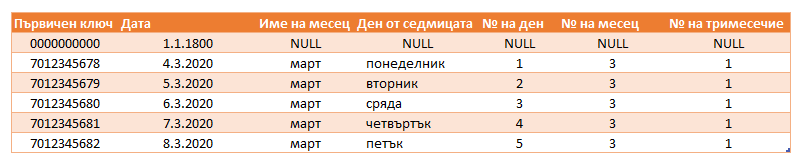 Първичен ключ Дата Име на месец Ден от седмицата № на ден № на месец № на тримесечие
0000000000 1.1.1800 NULL NULL NULL NULL NULL
7012345678 4.3.2020 март понеделник 1 3 1
7012345679 5.3.2020 март вторник 2 3 1
7012345680 6.3.2020 март сряда 3 3 1
7012345681 7.3.2020 март четвъртък 4 3 1
7012345682 8.3.2020 март петък 5 3 1